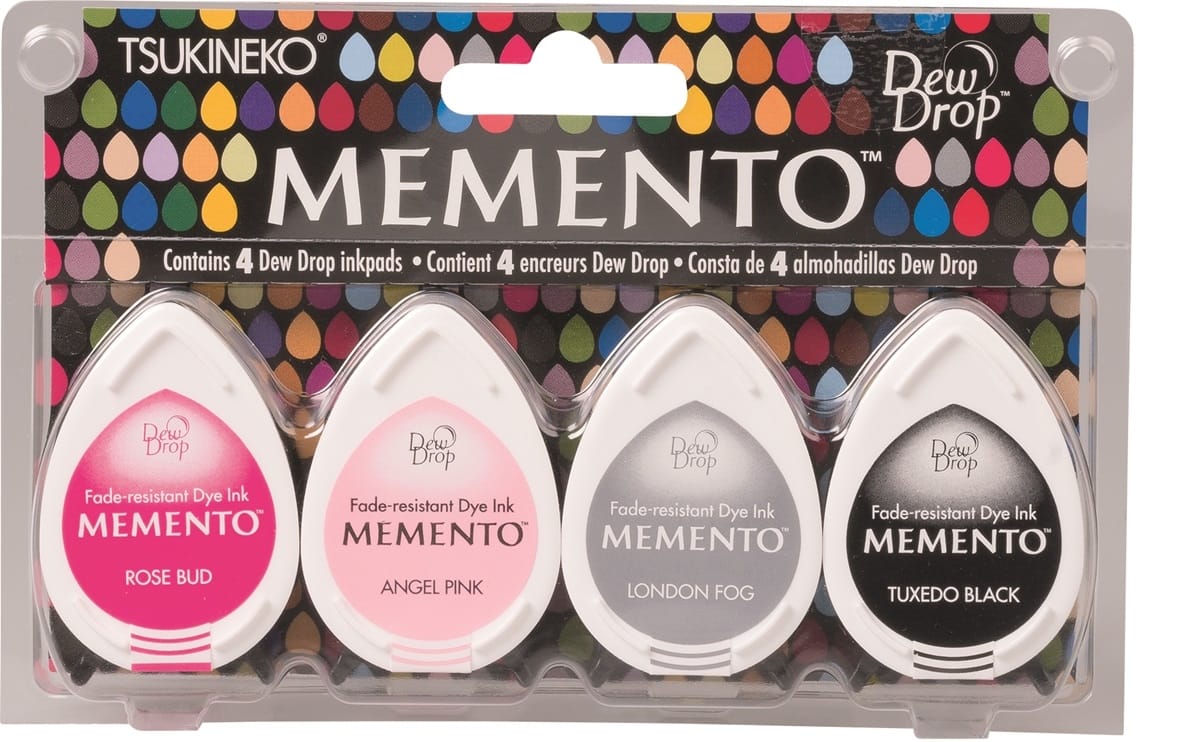 TSUKINEKO®
Dew
Drop™
MEMENTO™
Contains 4 Dew Drop inkpads • Contient 4 encreurs Dew Drop • Consta de 4 almohadillas Dew Drop
Dew
Drop
Fade-resistant Dye Ink
MEMENTO™
ROSE BUD
Dew
Drop
Fade-resistant Dye Ink
MEMENTO™
ANGEL PINK
Dew
Drop
Fade-resistant Dye Ink
MEMENTO™
LONDON FOG
Dew
Drop
Fade-resistant Dye Ink
MEMENTO™
TUXEDO BLACK